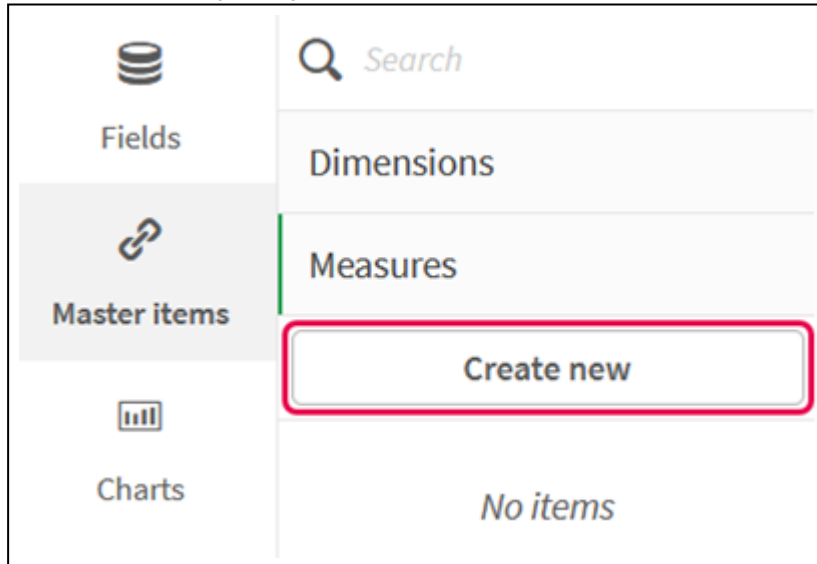 Fields
Master items
Charts
Search
Dimensions
Measures
Create new
No items